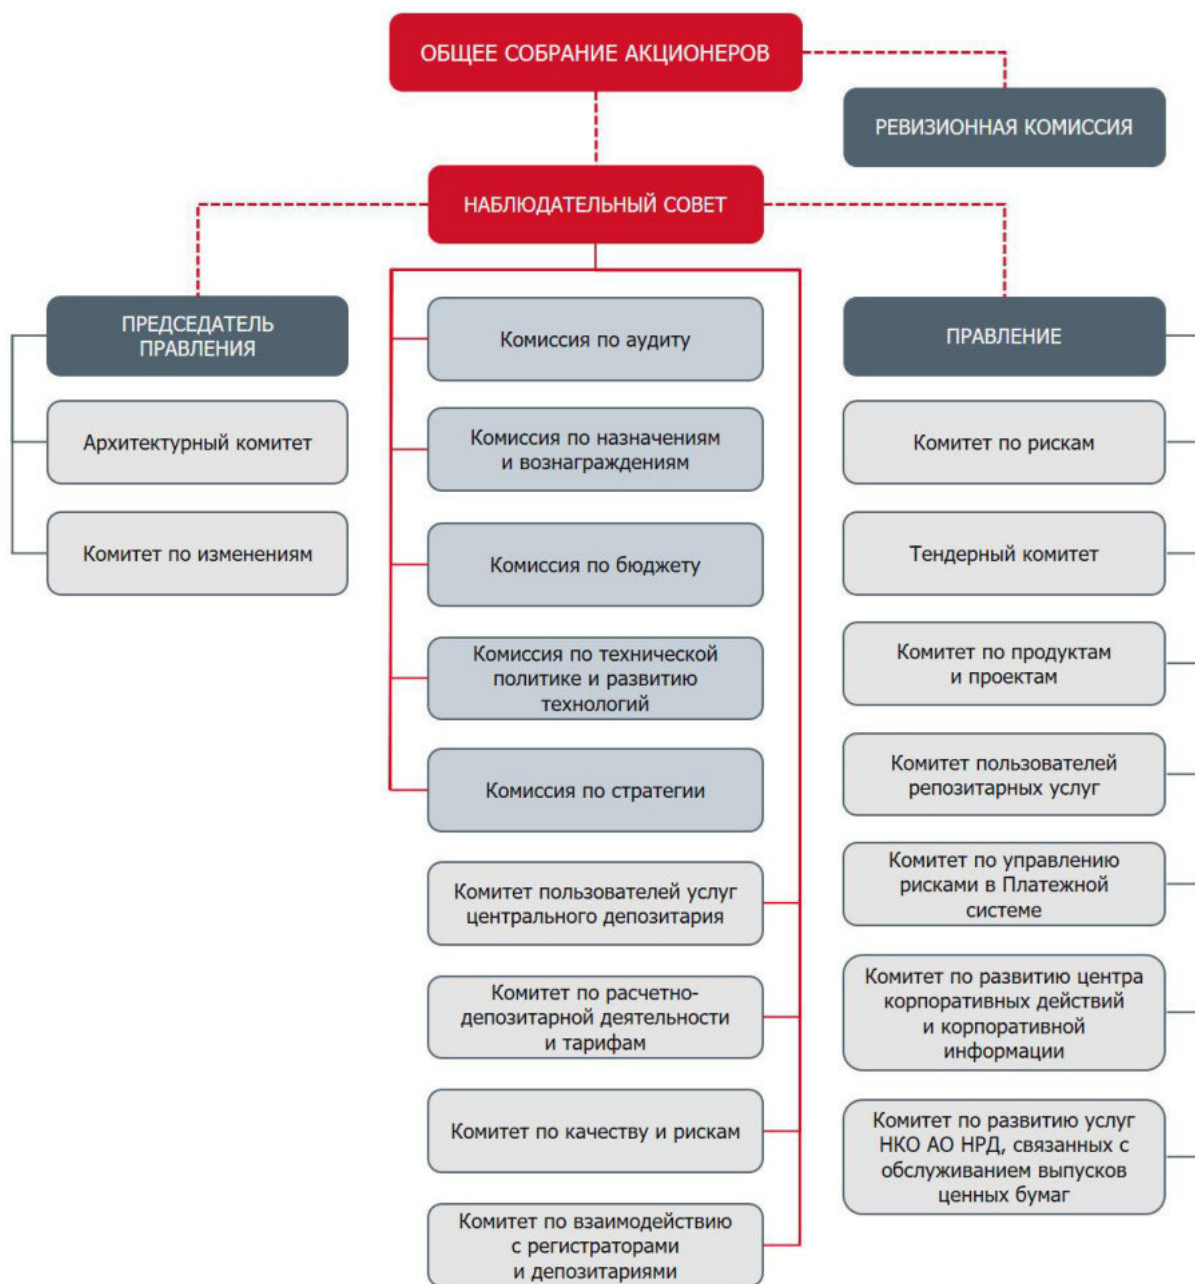 ОБЩЕЕ СОБРАНИЕ АКЦИОНЕРОВ
РЕВИЗИОННАЯ КОМИССИЯ
НАБЛЮДАТЕЛЬНЫЙ СОВЕТ
ПРЕДСЕДАТЕЛЬ
ПРАВЛЕНИЯ
Архитектурный комитет
Комитет по изменениям
Комиссия по аудиту
Комиссия по назначениям
и вознаграждениям
Комиссия по бюджету
Комиссия по технической
политике и развитию
технологий
Комиссия по стратегии
Комитет пользователей услуг
центрального депозитария
Комитет по расчетно-
депозитарной деятельности
и тарифам
Комитет по качеству и рискам
Комитет по взаимодействию
с регистраторами
и депозитариями
ПРАВЛЕНИЕ
Комитет по рискам
Тендерный комитет
Комитет по продуктам
и проектам
Комитет пользователей
репозитарных услуг
Комитет по управлению
рисками в Платежной
системе
Комитет по развитию центра
корпоративных действий
и корпоративной
информации
Комитет по развитию услуг
НКО АО НРД, связанных с
обслуживанием выпусков
ценных бумаг